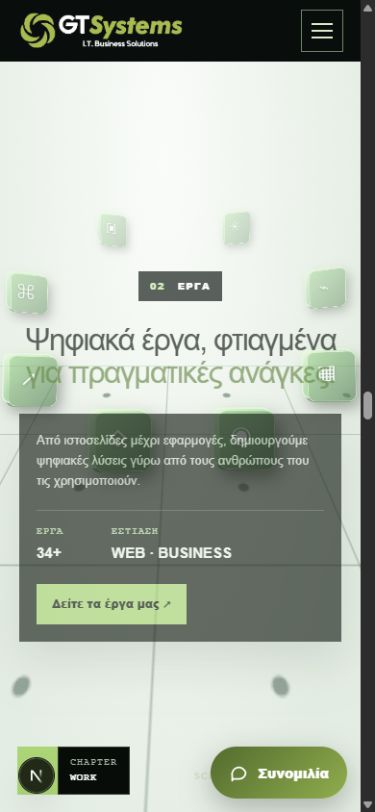 GTSystems
I.T. Business Solutions
02 ΕΡΓΑ
Ψηφιακά έργα, φτιαγμένα
για πραγματικές ανάγκες.
Από ιστοσελίδες μέχρι εφαρμογές, δημιουργούμε
ψηφιακές λύσεις γύρω από τους ανθρώπους που
τις χρησιμοποιούν.
ΕΡΓΑ ΕΣΤΙΑΣΗ
34+ WEB · BUSINESS
Δείτε τα έργα μας ↗
CHAPTER
N WORK
Συνομιλία